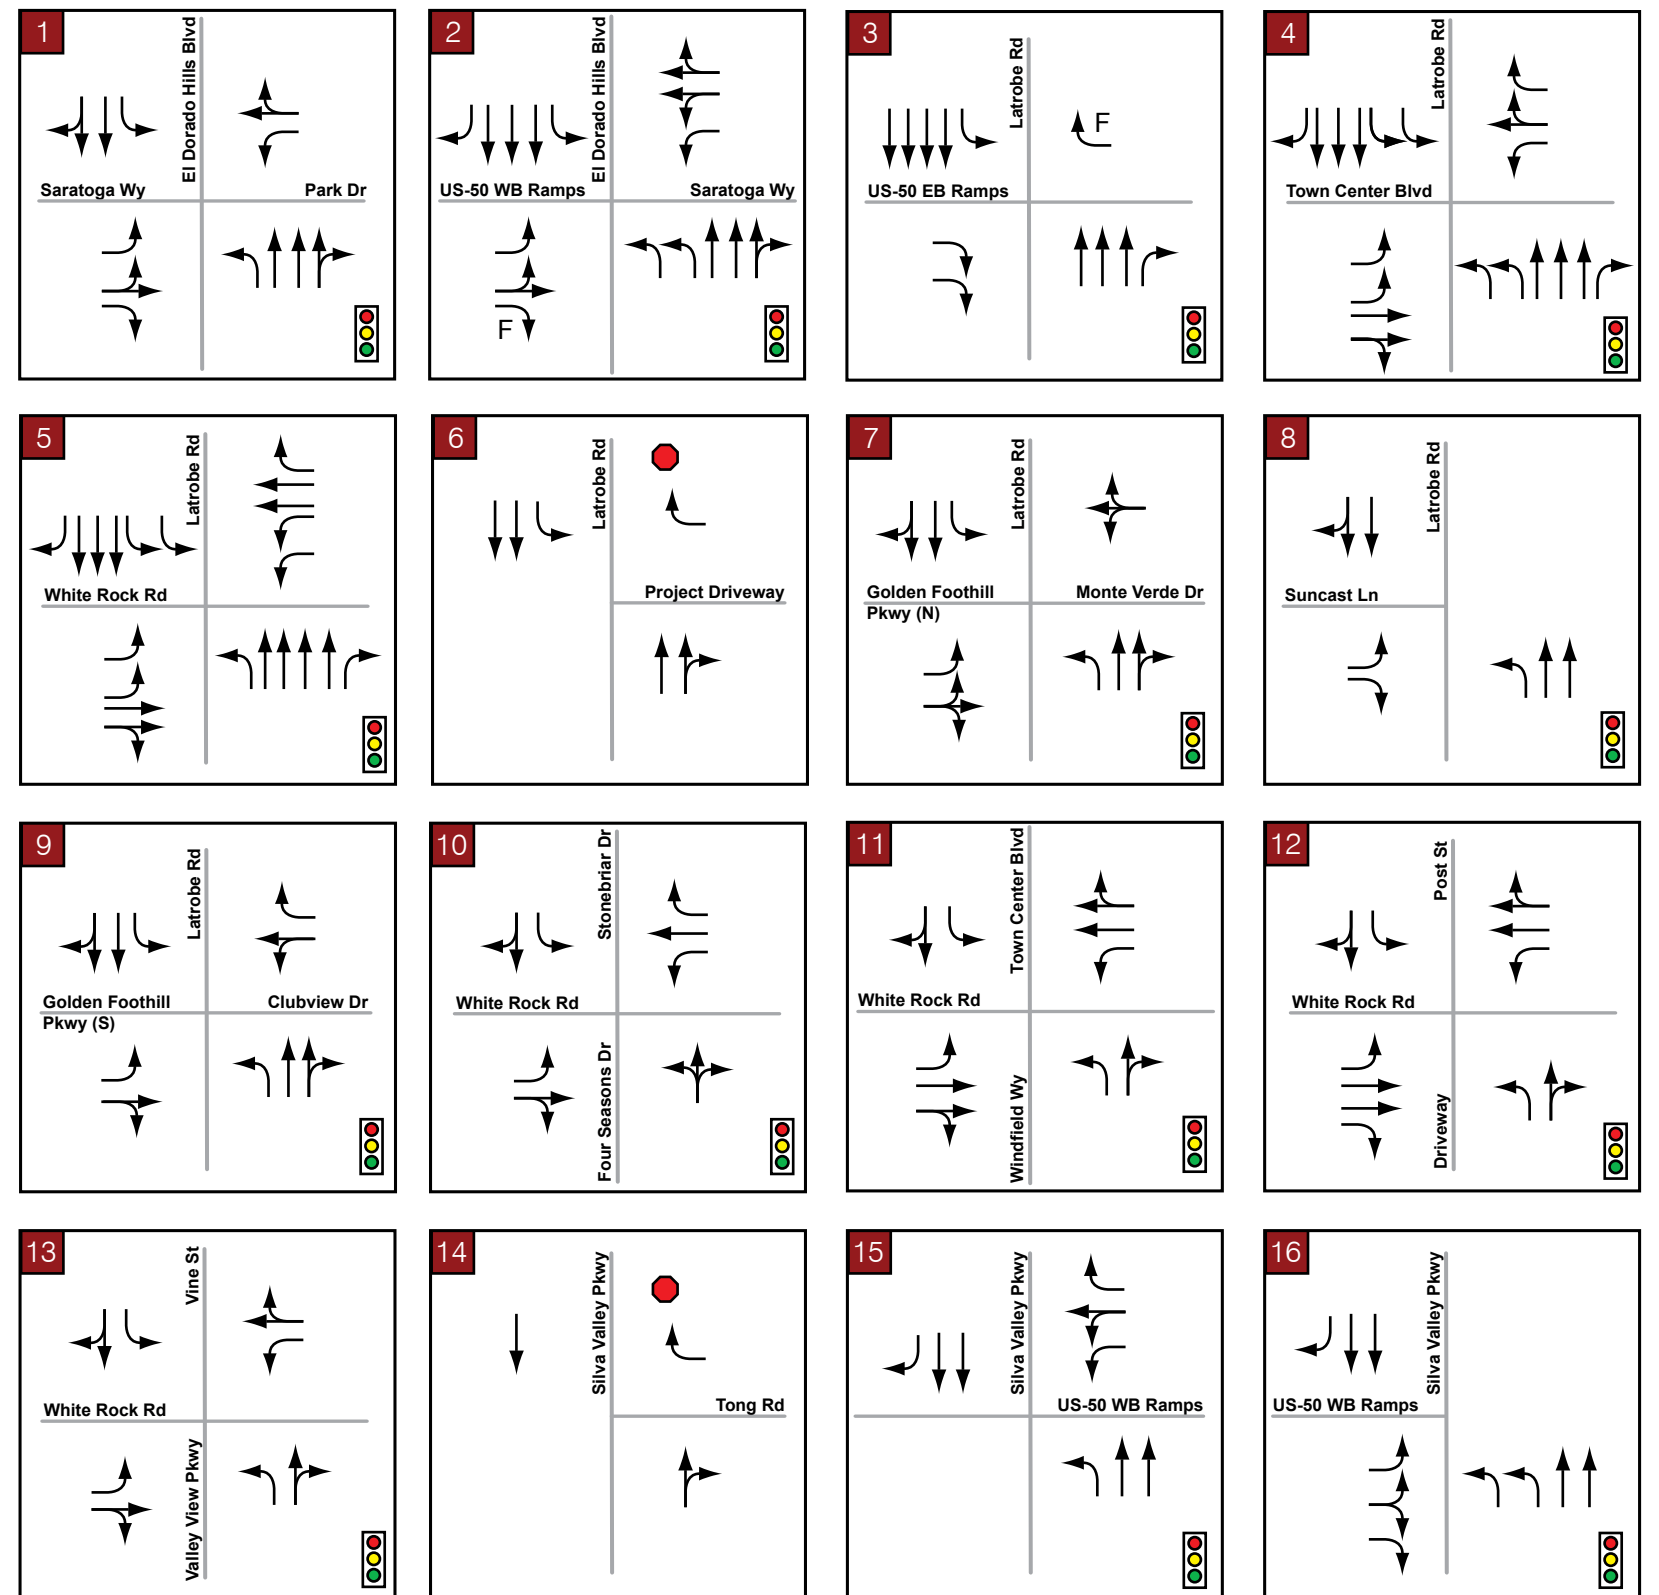 1
El Dorado Hills Blvd
Saratoga Wy
Park Dr
2
El Dorado Hills Blvd
US-50 WB Ramps
Saratoga Wy
F
3
Latrobe Rd
F
US-50 EB Ramps
4
Latrobe Rd
Town Center Blvd
5
Latrobe Rd
White Rock Rd
6
Latrobe Rd
Project Driveway
7
Latrobe Rd
Golden Foothill
Pkwy (N)
Monte Verde Dr
8
Latrobe Rd
Suncast Ln
9
Latrobe Rd
Golden Foothill
Pkwy (S)
Clubview Dr
10
Stonebriar Dr
White Rock Rd
Four Seasons Dr
11
Town Center Blvd
White Rock Rd
Windfield Wy
12
Post St
White Rock Rd
Driveway
13
Vine St
White Rock Rd
Valley View Pkwy
14
Silva Valley Pkwy
Tong Rd
15
Silva Valley Pkwy
US-50 WB Ramps
16
Silva Valley Pkwy
US-50 WB Ramps